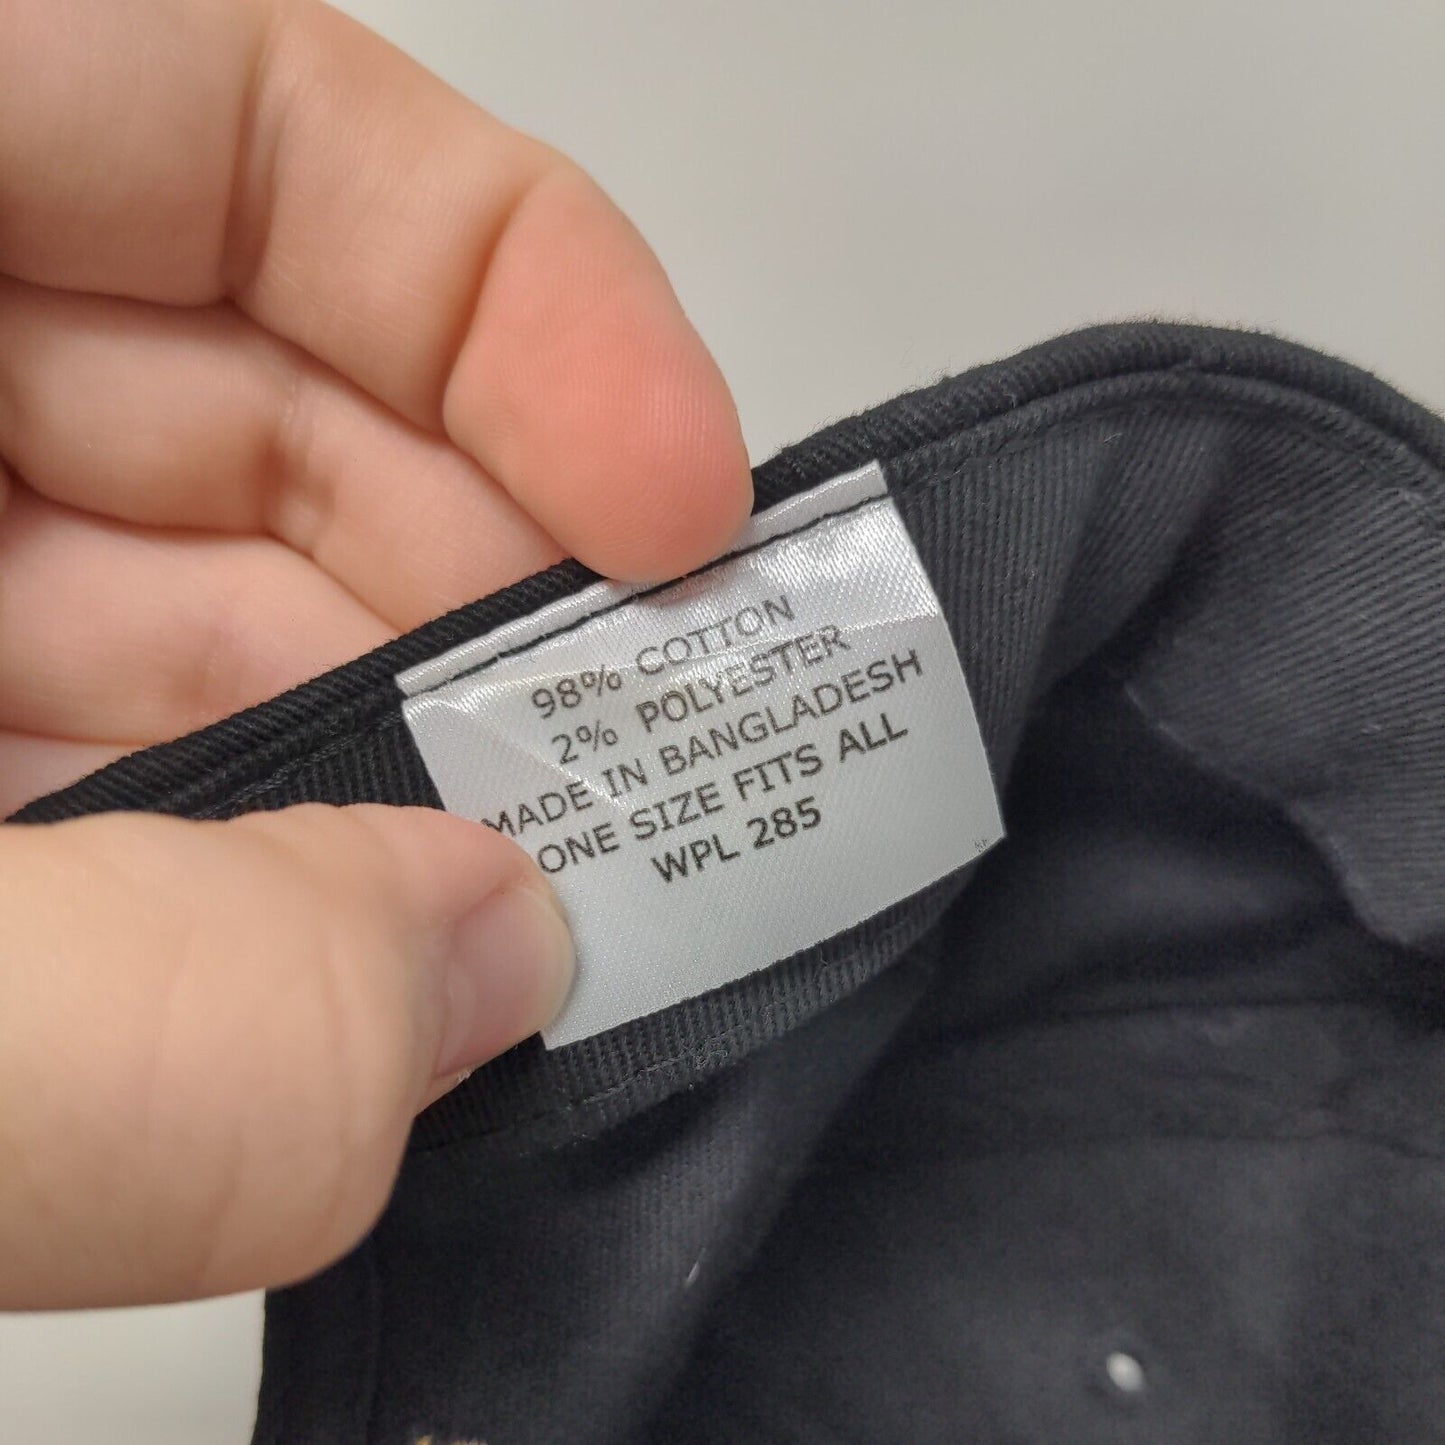 98% COTTON
2% POLYESTER
MADE IN BANGLADESH
ONE SIZE FITS ALL
WPL 285